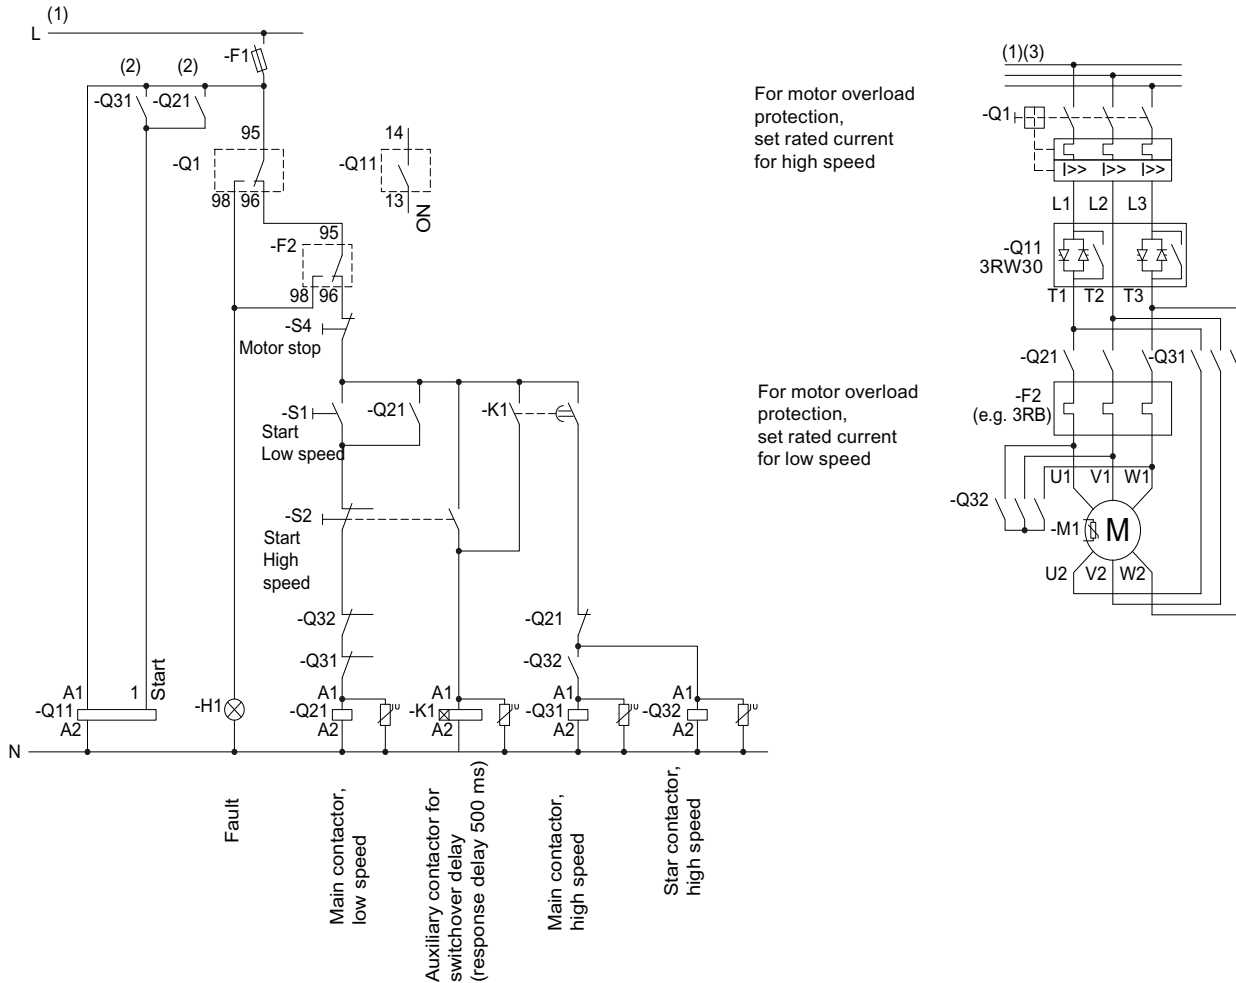 (1)
L
-F1
(2) (2)
-Q31 -Q21
95
-Q1
98 96
14
-Q11
13
ON
95
-F2
98 96
-S4
Motor stop
-S1
Start
Low speed
-Q21
-K1
-S2
Start
High
speed
-Q32
-Q21
-Q31
-Q32
A1 1 Start
-Q11
A2
-H1
A1
-Q21
A2
U
A1
-K1
A2
U
A1
-Q31
A2
U
A1
-Q32
A2
U
N
Fault
Main contactor,
low speed
Auxiliary contactor for
switchover delay
(response delay 500 ms)
Main contactor,
high speed
Star contactor,
high speed
For motor overload
protection,
set rated current
for high speed
For motor overload
protection,
set rated current
for low speed
(1)(3)
-Q1
I>> I>> I>>
L1 L2 L3
-Q11
3RW30
T1 T2 T3
-Q21 -Q31
-F2
(e.g. 3RB)
U1 V1 W1
-Q32
-M1 M
U2 V2 W2